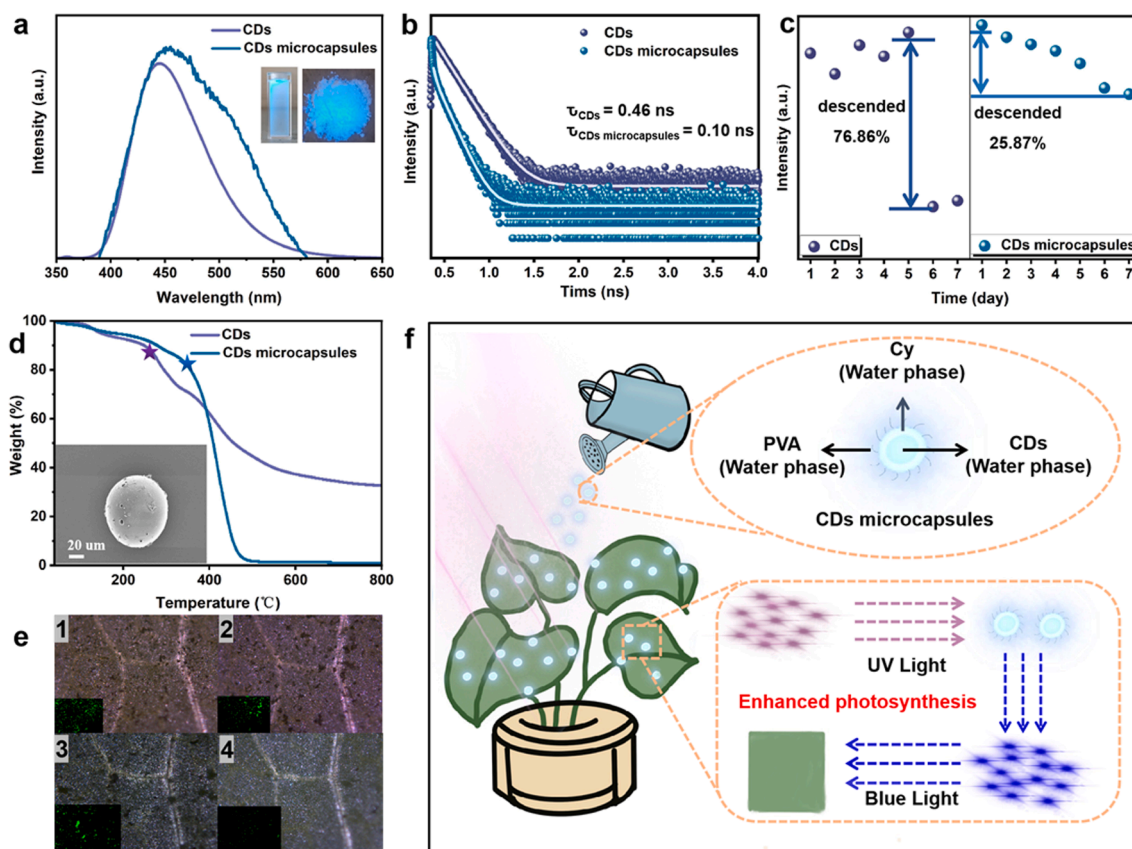 a
CDs
CDs microcapsules
Intensity (a.u.)
350 400 450 500 550 600 650
Wavelength (nm)
b
CDs
CDs microcapsules
τCDs = 0.46 ns
τCDs microcapsules = 0.10 ns
Intensity (a.u.)
0.5 1.0 1.5 2.0 2.5 3.0 3.5 4.0
Tims (ns)
c
Intensity (a.u.)
descended
76.86%
descended
25.87%
CDs
CDs microcapsules
1 2 3 4 5 6 7 1 2 3 4 5 6 7
Time (day)
d
CDs
CDs microcapsules
Weight (%)
100
80
60
40
20
0
20 um
200 400 600 800
Temperature (℃)
e
1
2
3
4
f
Cy
(Water phase)
PVA
(Water phase)
CDs
(Water phase)
CDs microcapsules
UV Light
Enhanced photosynthesis
Blue Light